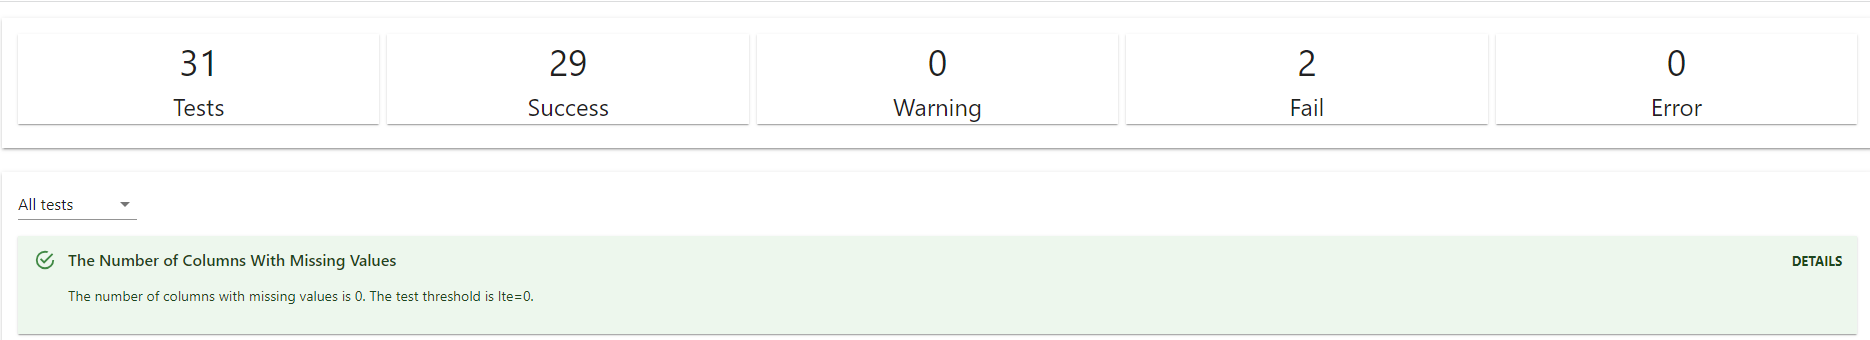 31
Tests
29
Success
0
Warning
2
Fail
0
Error
All tests
The Number of Columns With Missing Values
DETAILS
The number of columns with missing values is 0. The test threshold is lte=0.